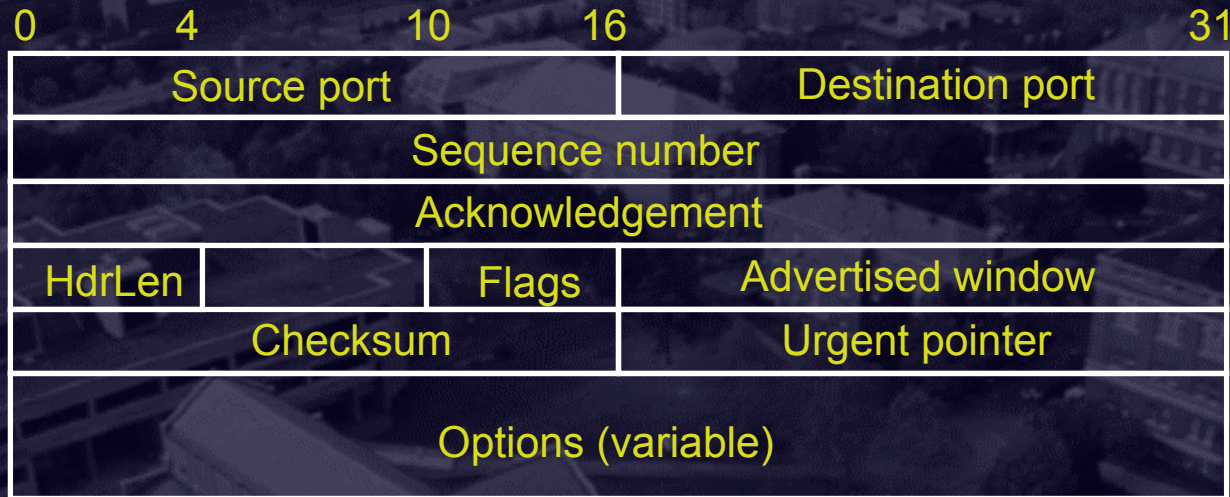 0 4 10 16 31
Source port Destination port
Sequence number
Acknowledgement
HdrLen Flags Advertised window
Checksum Urgent pointer
Options (variable)